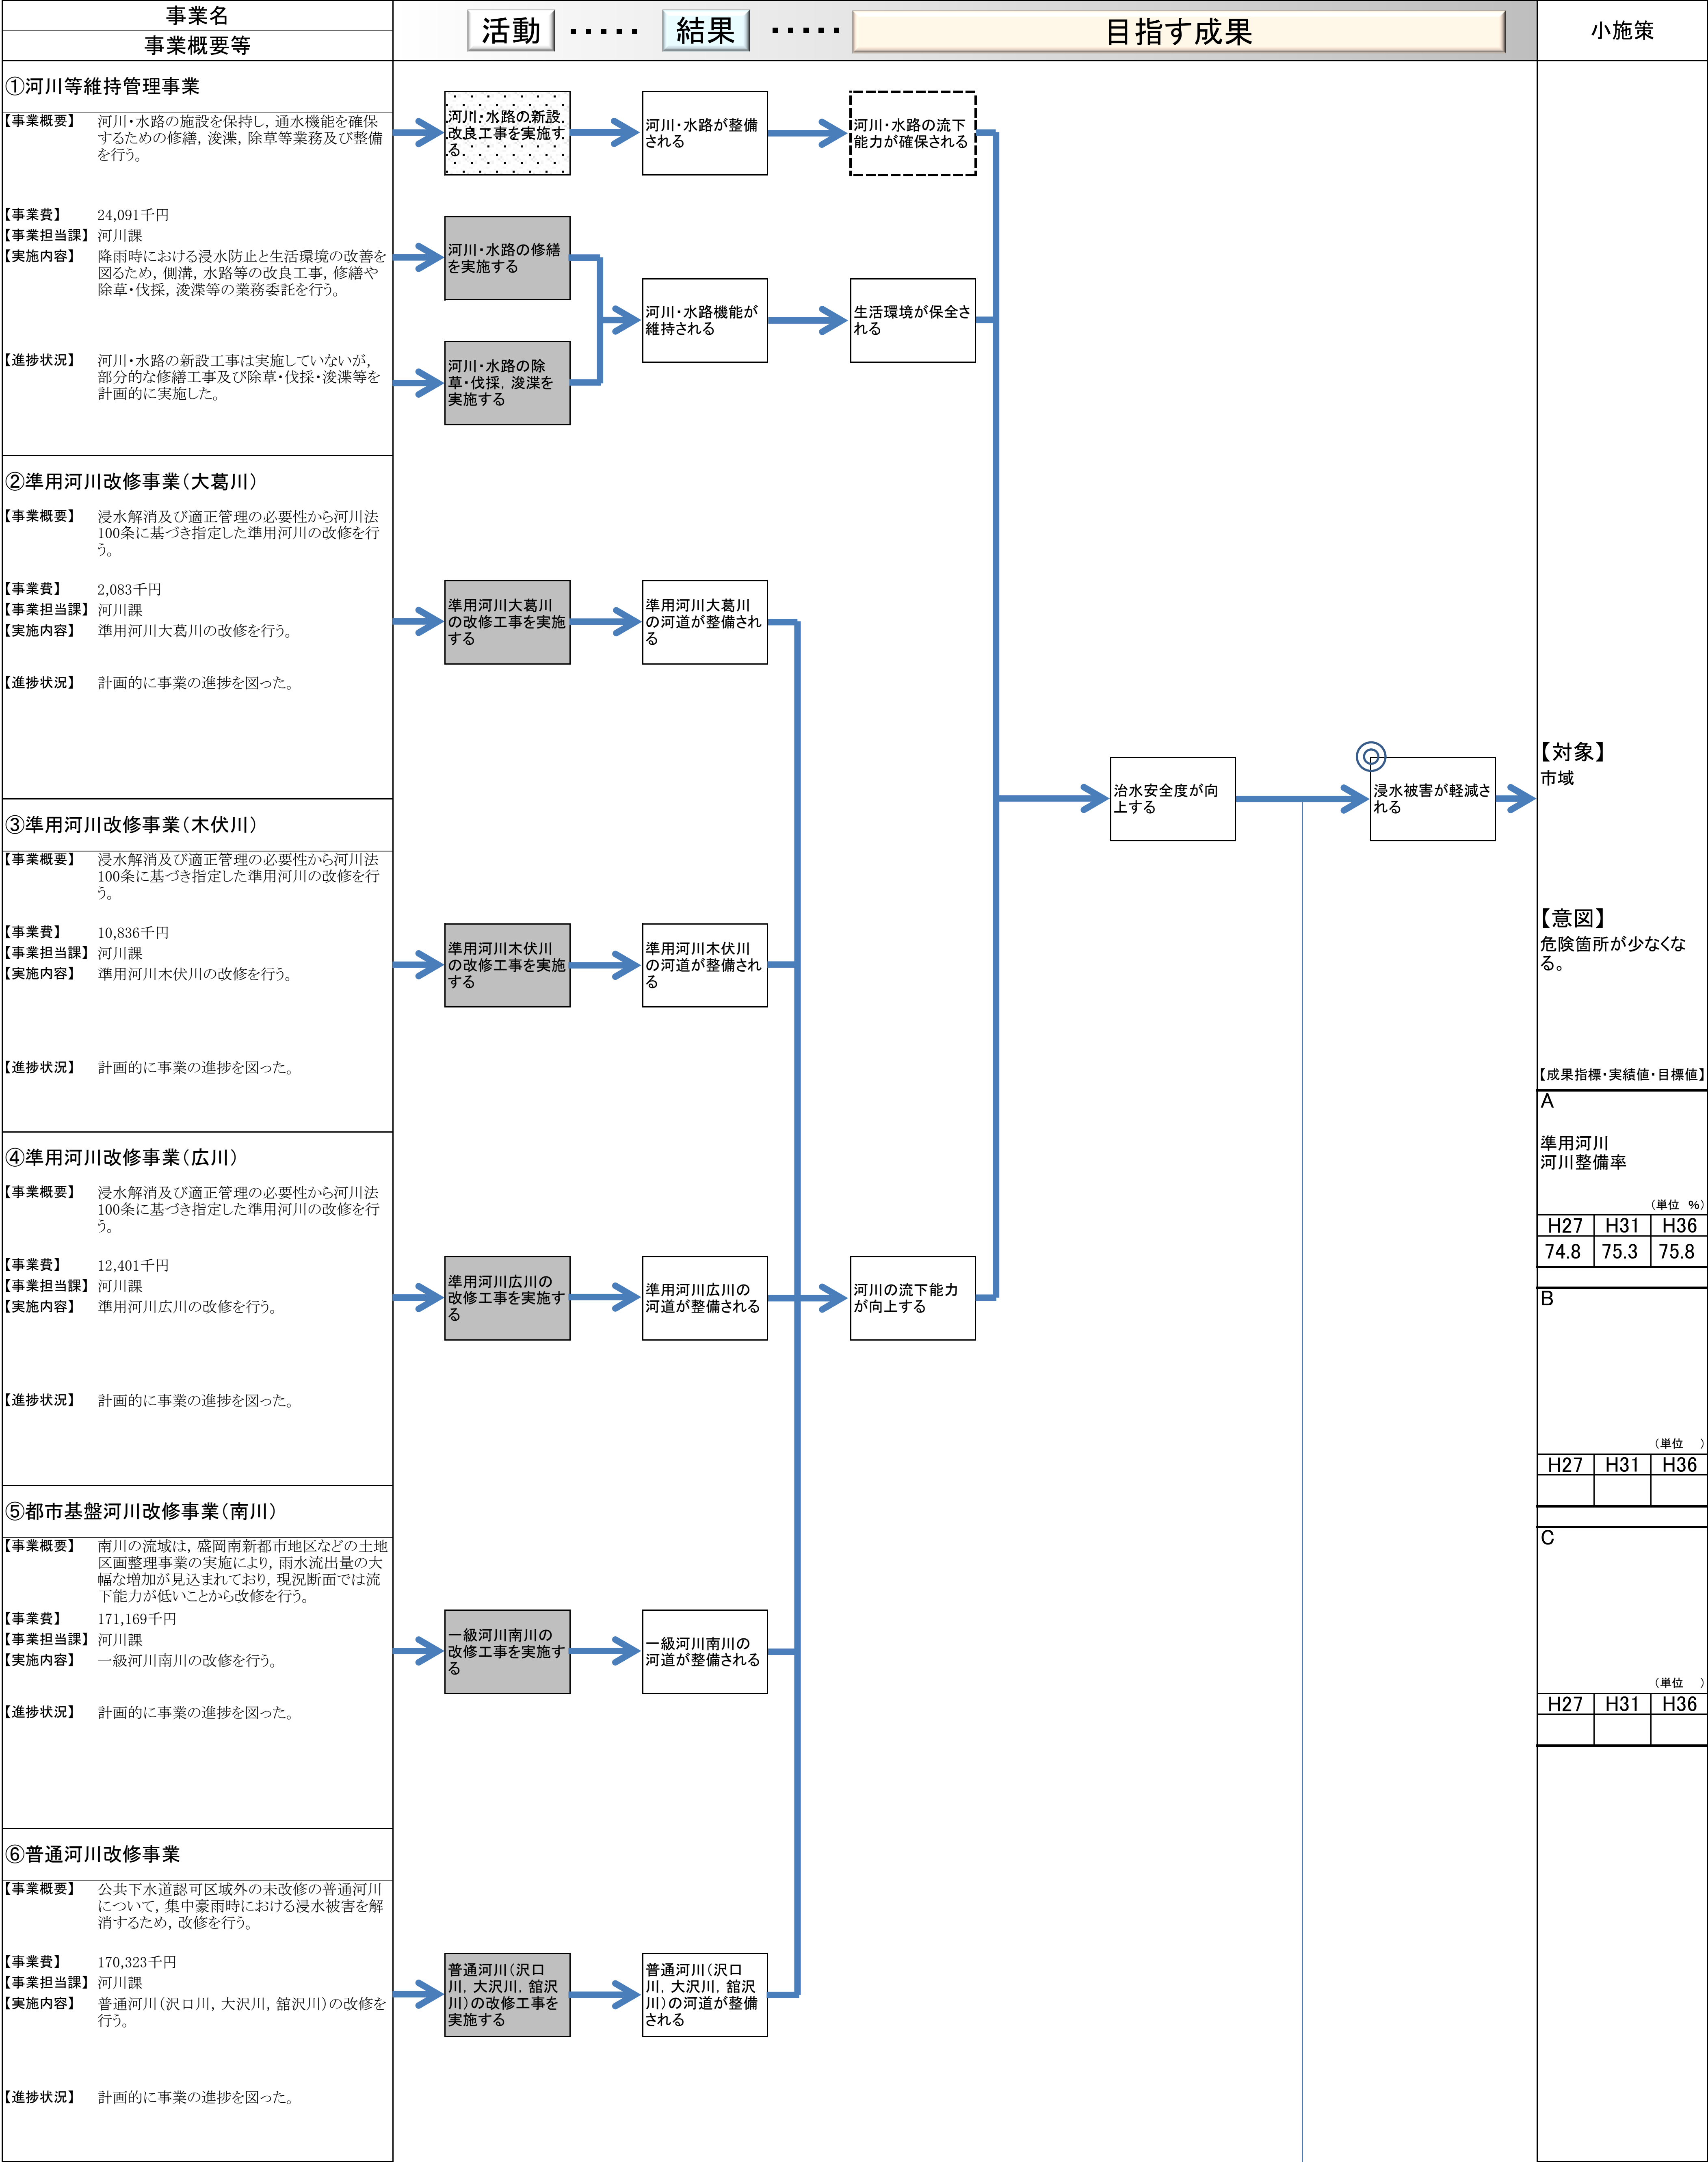 事業名
事業概要等
活動 ・・・・・ 結果 ・・・・・ 目指す成果
小施策
①河川等維持管理事業
【事業概要】 河川・水路の施設を保持し，通水機能を確保
するための修繕，浚渫，除草等業務及び整備
を行う。
【事業費】 24,091千円
【事業担当課】 河川課
【実施内容】 降雨時における浸水防止と生活環境の改善を
図るため，側溝，水路等の改良工事，修繕や
除草・伐採，浚渫等の業務委託を行う。
【進捗状況】 河川・水路の新設工事は実施していないが，
部分的な修繕工事及び除草・伐採・浚渫等を
計画的に実施した。
河川・水路の新設
改良工事を実施す
る
河川・水路が整備
される
河川・水路の流下
能力が確保される
河川・水路の修繕
を実施する
河川・水路機能が
維持される
生活環境が保全さ
れる
河川・水路の除
草・伐採，浚渫を
実施する
②準用河川改修事業（大葛川）
【事業概要】 浸水解消及び適正管理の必要性から河川法
100条に基づき指定した準用河川の改修を行
う。
【事業費】 2,083千円
【事業担当課】 河川課
【実施内容】 準用河川大葛川の改修を行う。
【進捗状況】 計画的に事業の進捗を図った。
準用河川大葛川
の改修工事を実施
する
準用河川大葛川
の河道が整備され
る
治水安全度が向
上する
浸水被害が軽減さ
れる
③準用河川改修事業（木伏川）
【事業概要】 浸水解消及び適正管理の必要性から河川法
100条に基づき指定した準用河川の改修を行
う。
【事業費】 10,836千円
【事業担当課】 河川課
【実施内容】 準用河川木伏川の改修を行う。
【進捗状況】 計画的に事業の進捗を図った。
準用河川木伏川
の改修工事を実施
する
準用河川木伏川
の河道が整備され
る
④準用河川改修事業（広川）
【事業概要】 浸水解消及び適正管理の必要性から河川法
100条に基づき指定した準用河川の改修を行
う。
【事業費】 12,401千円
【事業担当課】 河川課
【実施内容】 準用河川広川の改修を行う。
【進捗状況】 計画的に事業の進捗を図った。
準用河川広川の
改修工事を実施す
る
準用河川広川の
河道が整備される
河川の流下能力
が向上する
⑤都市基盤河川改修事業（南川）
【事業概要】 南川の流域は，盛岡南新都市地区などの土地
区画整理事業の実施により，雨水流出量の大
幅な増加が見込まれており，現況断面では流
下能力が低いことから改修を行う。
【事業費】 171,169千円
【事業担当課】 河川課
【実施内容】 一級河川南川の改修を行う。
【進捗状況】 計画的に事業の進捗を図った。
一級河川南川の
改修工事を実施す
る
一級河川南川の
河道が整備される
⑥普通河川改修事業
【事業概要】 公共下水道認可区域外の未改修の普通河川
について，集中豪雨時における浸水被害を解
消するため，改修を行う。
【事業費】 170,323千円
【事業担当課】 河川課
【実施内容】 普通河川（沢口川，大沢川，舘沢川）の改修を
行う。
【進捗状況】 計画的に事業の進捗を図った。
普通河川（沢口
川，大沢川，舘沢
川）の改修工事を
実施する
普通河川（沢口
川，大沢川，舘沢
川）の河道が整備
される
【対象】
市域
【意図】
危険箇所が少なくな
る。
【成果指標・実績値・目標値】
A
準用河川
河川整備率
（単位 %）
H27 H31 H36
74.8 75.3 75.8
B
（単位 ）
H27 H31 H36
C
（単位 ）
H27 H31 H36